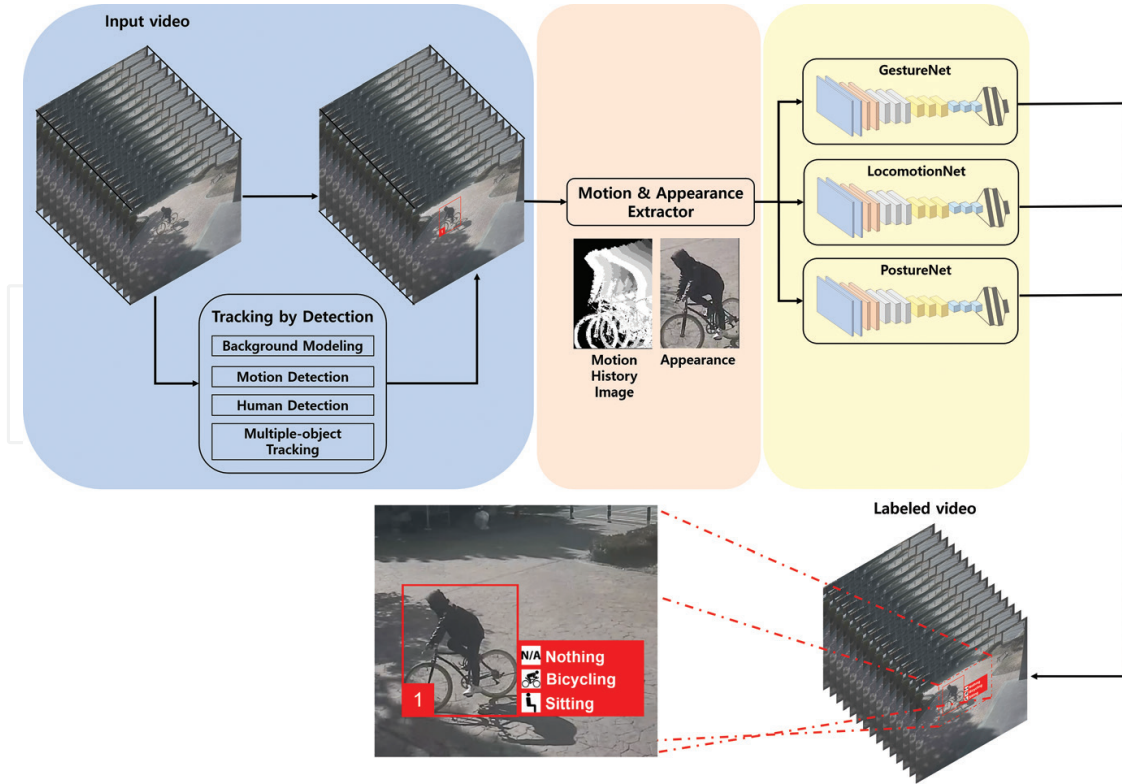 Input video
Tracking by Detection
Background Modeling
Motion Detection
Human Detection
Multiple-object
Tracking
Motion & Appearance
Extractor
Motion
History
Image
Appearance
GestureNet
LocomotionNet
PostureNet
Labeled video
1
N/A Nothing
Bicycling
Sitting